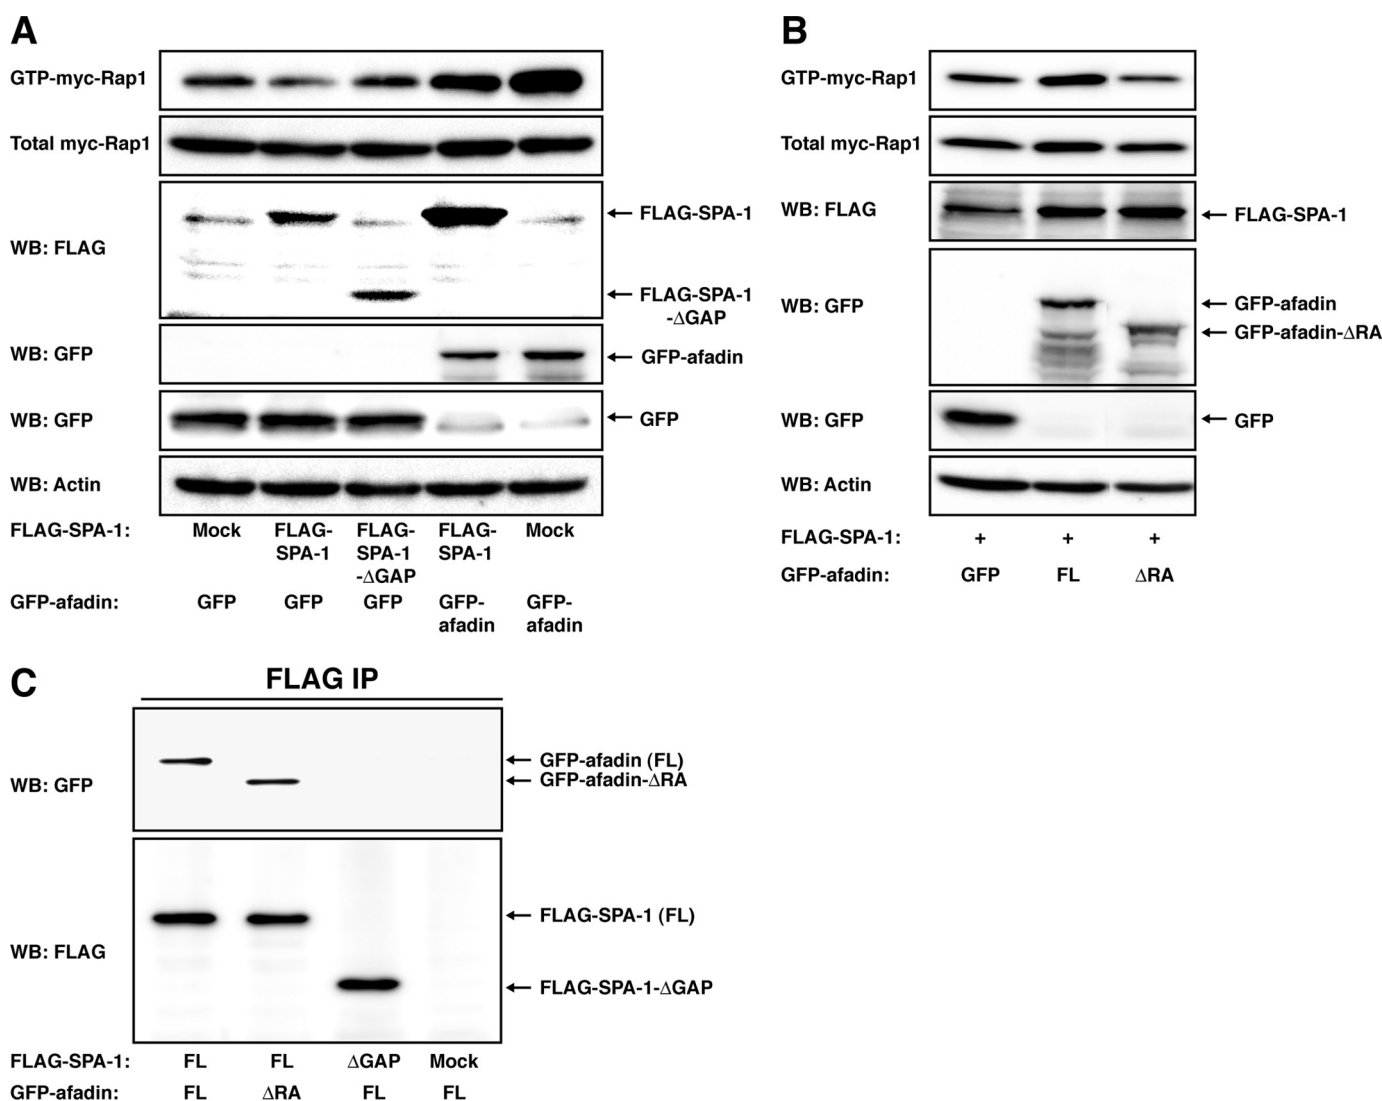 A
GTP-myc-Rap1
Total myc-Rap1
WB: FLAG
FLAG-SPA-1
FLAG-SPA-1
-ΔGAP
WB: GFP
GFP-afadin
WB: GFP
GFP
WB: Actin
FLAG-SPA-1: Mock FLAG- FLAG- FLAG- Mock
SPA-1 SPA-1 SPA-1
-ΔGAP
GFP-afadin: GFP GFP GFP GFP- GFP-
afadin afadin
B
GTP-myc-Rap1
Total myc-Rap1
WB: FLAG
FLAG-SPA-1
WB: GFP
GFP-afadin
GFP-afadin-ΔRA
WB: GFP
GFP
WB: Actin
FLAG-SPA-1: + + +
GFP-afadin: GFP FL ΔRA
C
FLAG IP
WB: GFP
GFP-afadin (FL)
GFP-afadin-ΔRA
WB: FLAG
FLAG-SPA-1 (FL)
FLAG-SPA-1-ΔGAP
FLAG-SPA-1: FL FL ΔGAP Mock
GFP-afadin: FL ΔRA FL FL